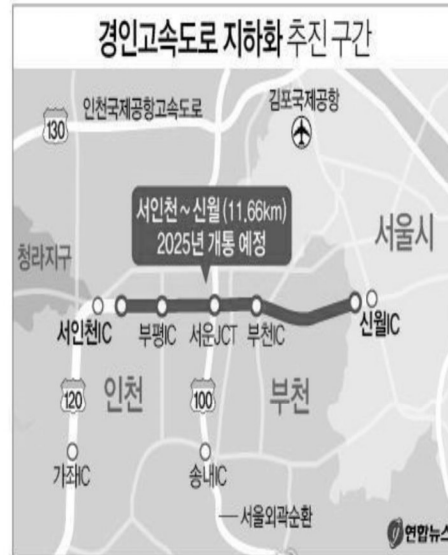 경인고속도로 지하화 추진 구간
130
인천국제공항고속도로
김포국제공항
서인천~신월(11.66km)
2025년 개통 예정
서울시
청라지구
서인천IC
부평IC
서운JCT
부천IC
신월IC
120
인천
100
부천
가좌IC
송내IC
서울외곽순환
연합뉴스